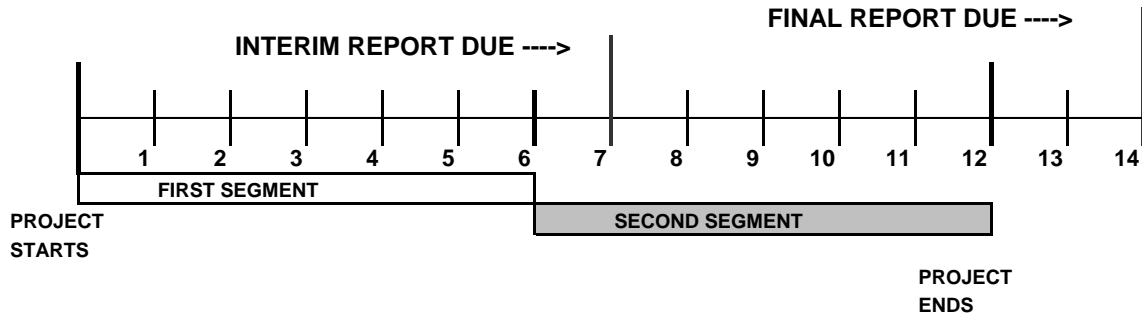 FINAL REPORT DUE ---->
INTERIM REPORT DUE ---->
1 2 3 4 5 6 7 8 9 10 11 12 13 14
FIRST SEGMENT
PROJECT
STARTS
SECOND SEGMENT
PROJECT
ENDS